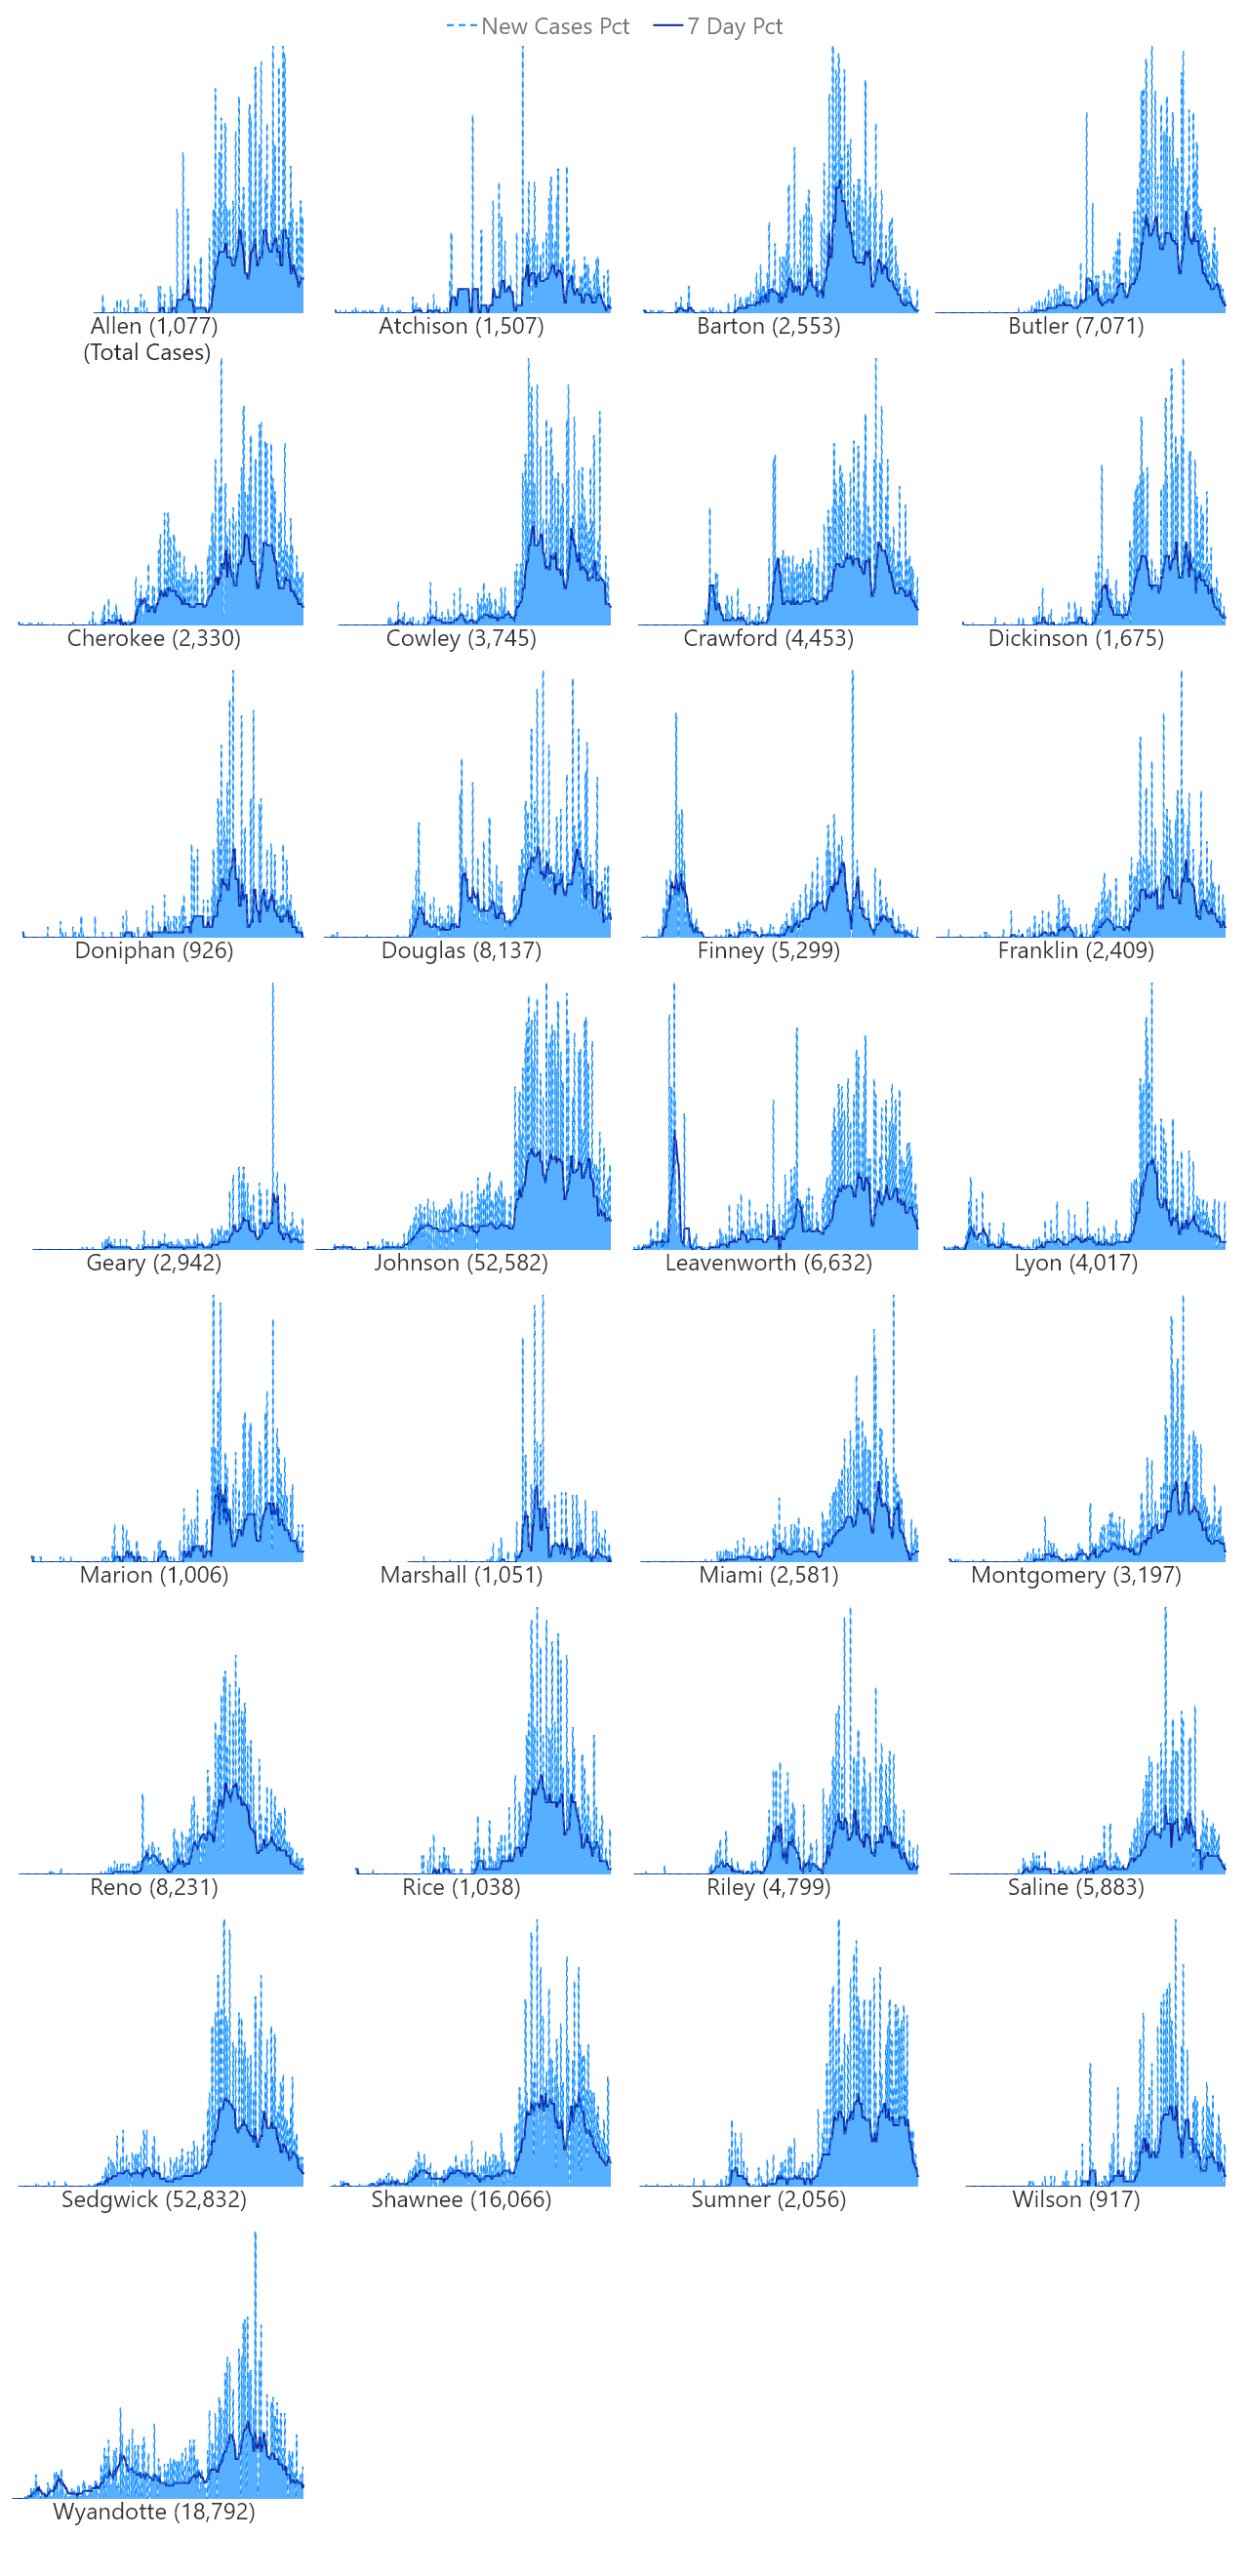 New Cases Pct 7 Day Pct
Allen (1,077) Atchison (1,507) Barton (2,553) Butler (7,071)
(Total Cases)
Cherokee (2,330) Cowley (3,745) Crawford (4,453) Dickinson (1,675)
Doniphan (926) Douglas (8,137) Finney (5,299) Franklin (2,409)
Geary (2,942) Johnson (52,582) Leavenworth (6,632) Lyon (4,017)
Marion (1,006) Marshall (1,051) Miami (2,581) Montgomery (3,197)
Reno (8,231) Rice (1,038) Riley (4,799) Saline (5,883)
Sedgwick (52,832) Shawnee (16,066) Sumner (2,056) Wilson (917)
Wyandotte (18,792)